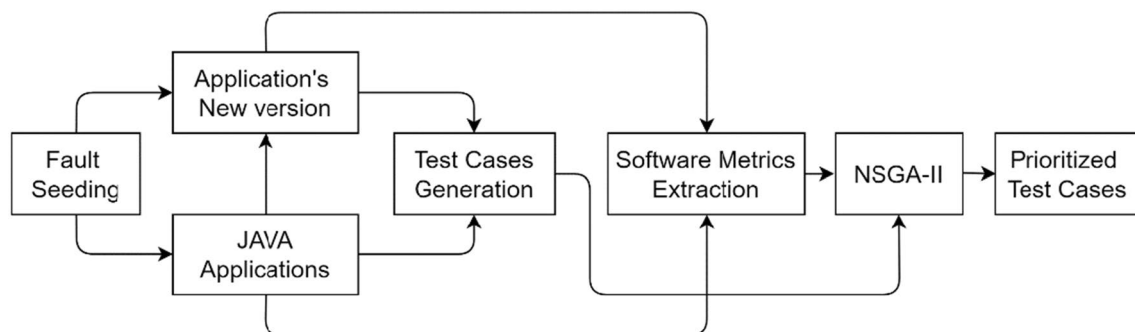 Application's
New version
Fault
Seeding
Test Cases
Generation
Software Metrics
Extraction
NSGA-II
Prioritized
Test Cases
JAVA
Applications